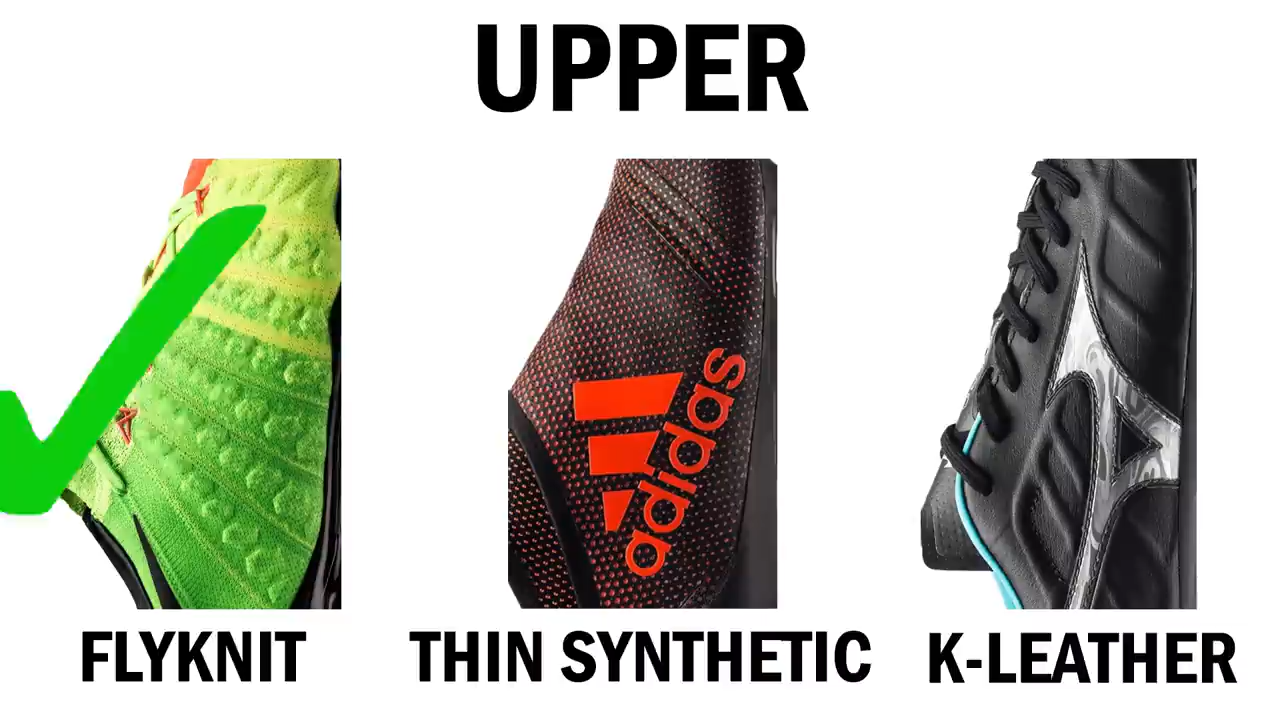 UPPER
adidas
FLYKNIT
THIN SYNTHETIC
K-LEATHER